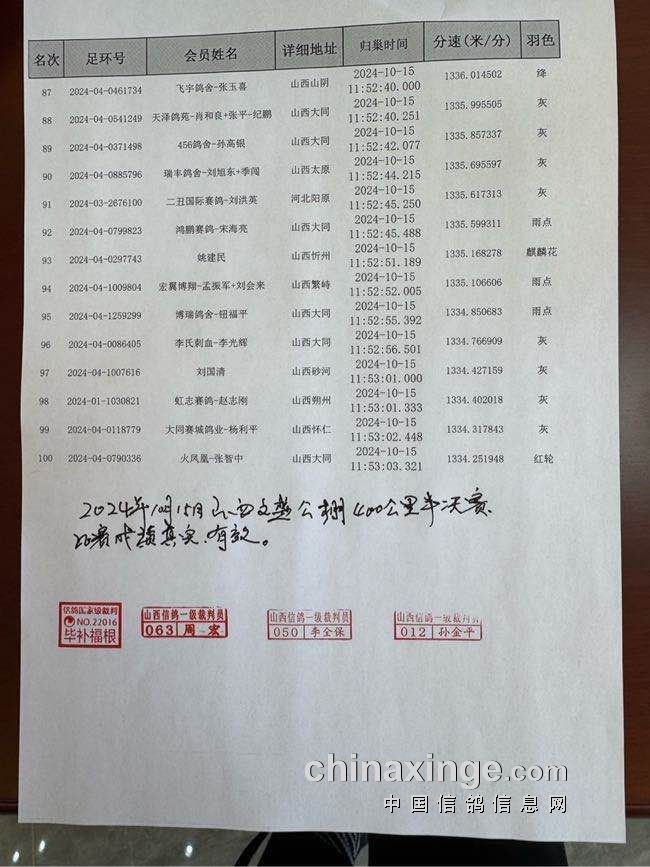 名次 足环号 会员姓名 详细地址 归巢时间 分速(米/分) 羽色
87 2024-04-0461734 飞宇鸽舍-张玉喜 山西山阴 2024-10-15 11:52:40.000 1336.014502 绛
88 2024-04-0541249 天泽鸽苑-肖和良+张平-纪鹏 山西大同 2024-10-15 11:52:40.251 1335.995505 灰
89 2024-04-0371498 456鸽舍-孙高银 山西大同 2024-10-15 11:52:42.077 1335.857337 灰
90 2024-04-0885796 瑞丰鸽舍-刘旭东+季闯 山西太原 2024-10-15 11:52:44.215 1335.695597 灰
91 2024-03-2676100 二丑国际赛鸽-刘洪英 河北阳原 2024-10-15 11:52:45.250 1335.617313 灰
92 2024-04-0799823 鸿鹏赛鸽-宋海亮 山西大同 2024-10-15 11:52:45.488 1335.599311 雨点
93 2024-04-0297743 姚建民 山西忻州 2024-10-15 11:52:51.189 1335.168278 麒麟花
94 2024-04-1009804 宏翼博翔-孟振军+刘会来 山西繁峙 2024-10-15 11:52:52.005 1335.106606 雨点
95 2024-04-1259299 博瑞鸽舍-钮福平 山西大同 2024-10-15 11:52:55.392 1334.850683 雨点
96 2024-04-0086405 李氏刺血-李光辉 山西大同 2024-10-15 11:52:56.501 1334.766909 灰
97 2024-04-1007616 刘国清 山西砂河 2024-10-15 11:53:01.000 1334.427159 灰
98 2024-01-1030821 虹志赛鸽-赵志刚 山西朔州 2024-10-15 11:53:01.333 1334.402018 灰
99 2024-04-0118779 大同赛城鸽业-杨利平 山西怀仁 2024-10-15 11:53:02.448 1334.317843 灰
100 2024-04-0790336 火凤凰-张智中 山西大同 2024-10-15 11:53:03.321 1334.251948 红轮
2024年10月15日山西文燕公棚400公里半决赛,
比赛成绩真实.有效。
信鸽国家级裁判
NO.22016
毕补福根
山西信鸽一级裁判员
063 周一宏
山西信鸽一级裁判员
050 李全保
山西信鸽一级裁判员
012 孙金平
chinaxinge.com
中国信鸽信息网